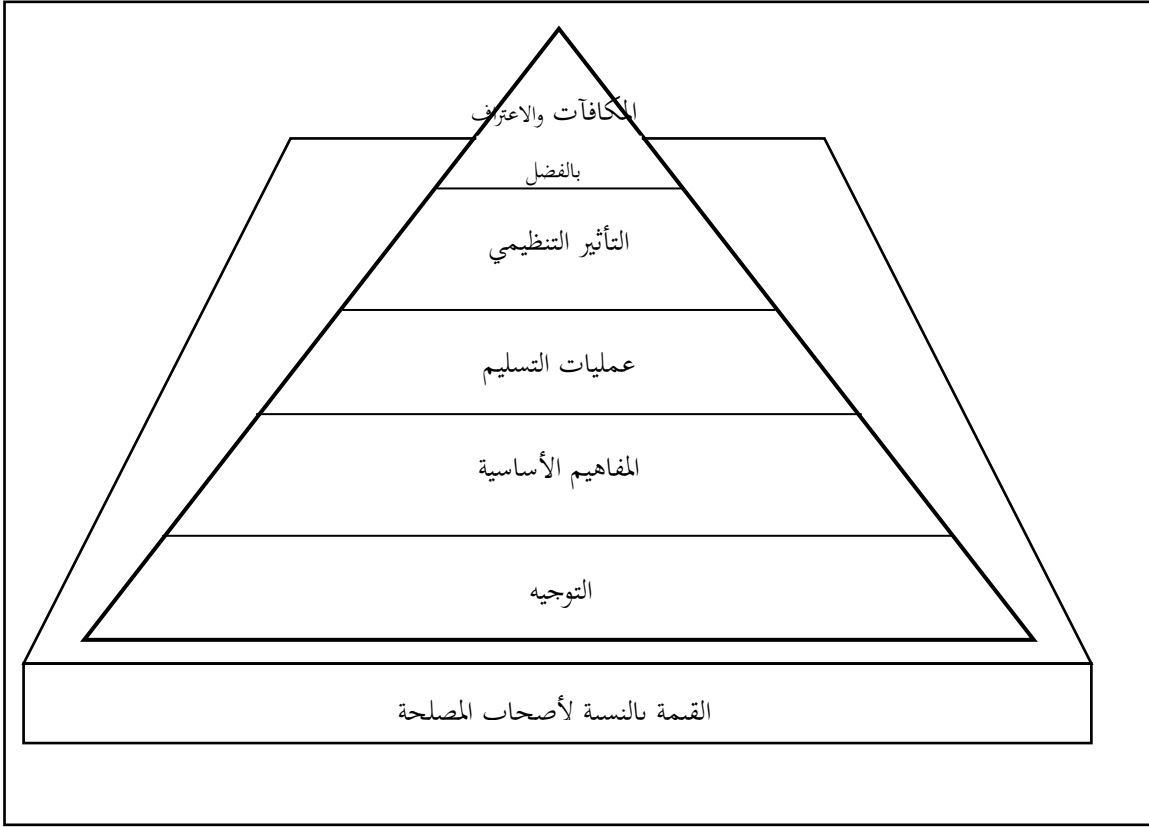 المكافآت والاعتراف
بالفضل
التأثير التنظيمي
عمليات التسليم
المفاهيم الأساسية
التوجيه
القيمة بالنسبة لأصحاب المصلحة